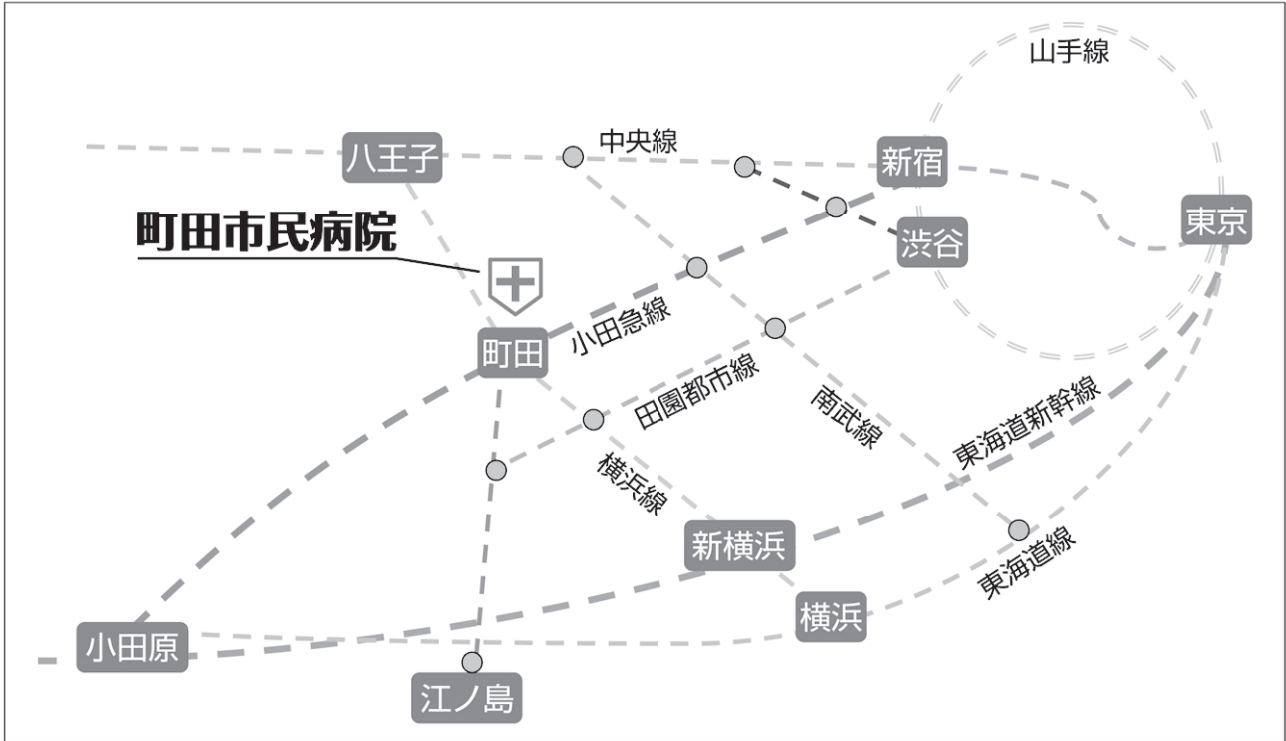 山手線
中央線
八王子
新宿
町田市民病院
東京
渋谷
小田急線
町田
田園都市線
南武線
東海道新幹線
横浜線
新横浜
東海道線
横浜
小田原
江ノ島